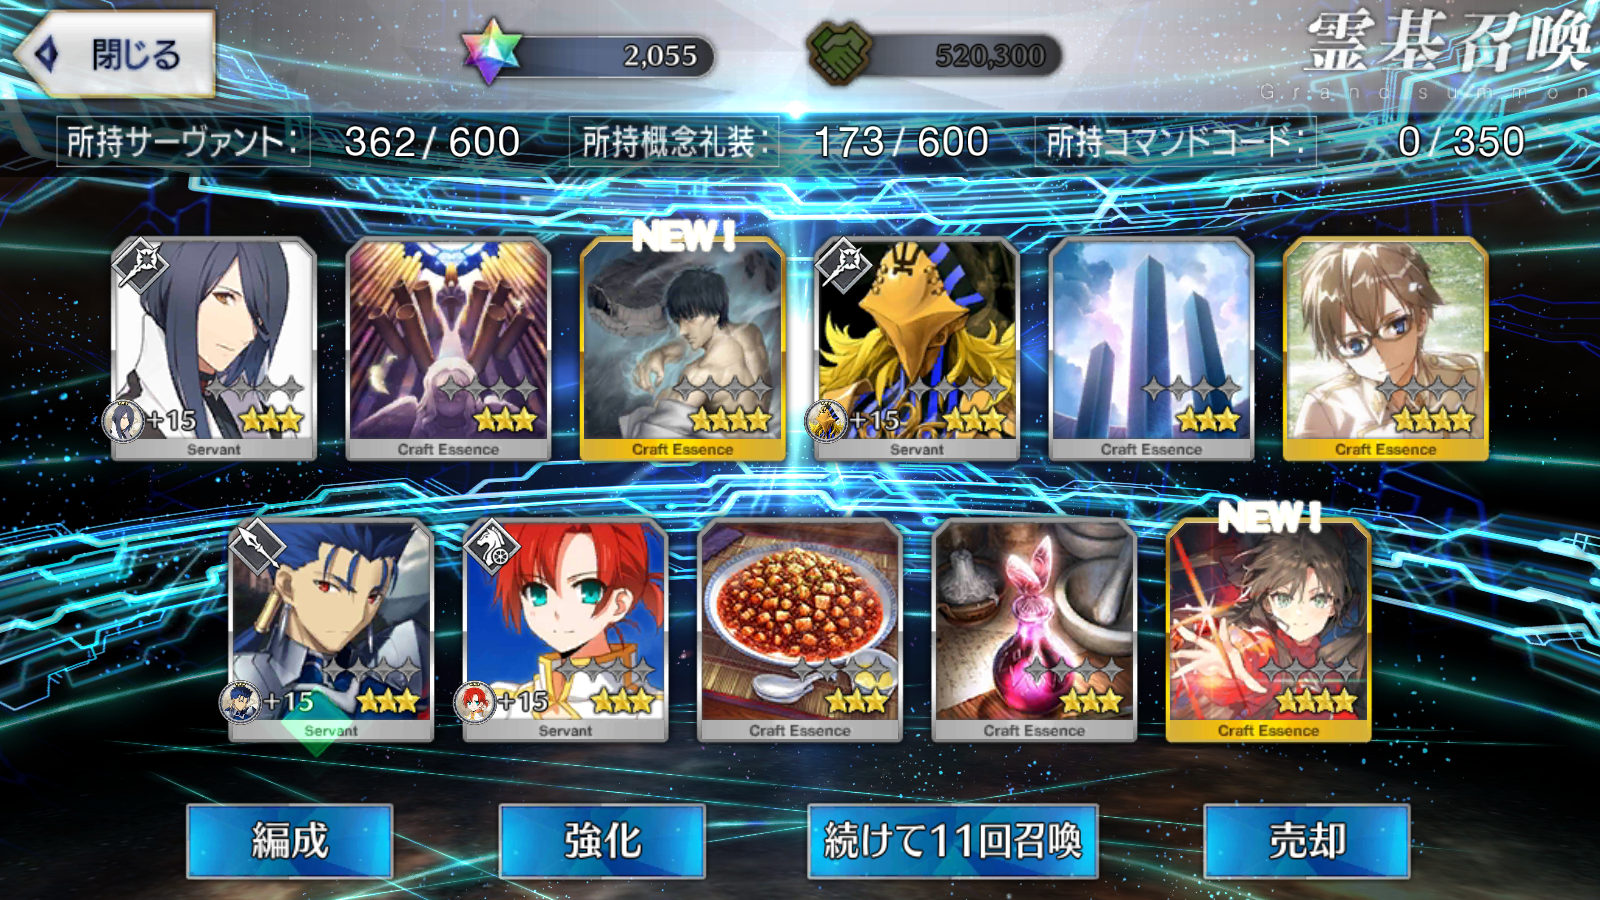 閉じる
2,055
520,300
霊基召喚
Grand summon
所持サーヴァント: 362 / 600
所持概念礼装: 173 / 600
所持コマンドコード: 0 / 350
NEW!
+15
Servant
Craft Essence
Craft Essence
+15
Servant
Craft Essence
Craft Essence
NEW!
+15
Servant
+15
Servant
Craft Essence
Craft Essence
Craft Essence
編成
強化
続けて11回召喚
売却